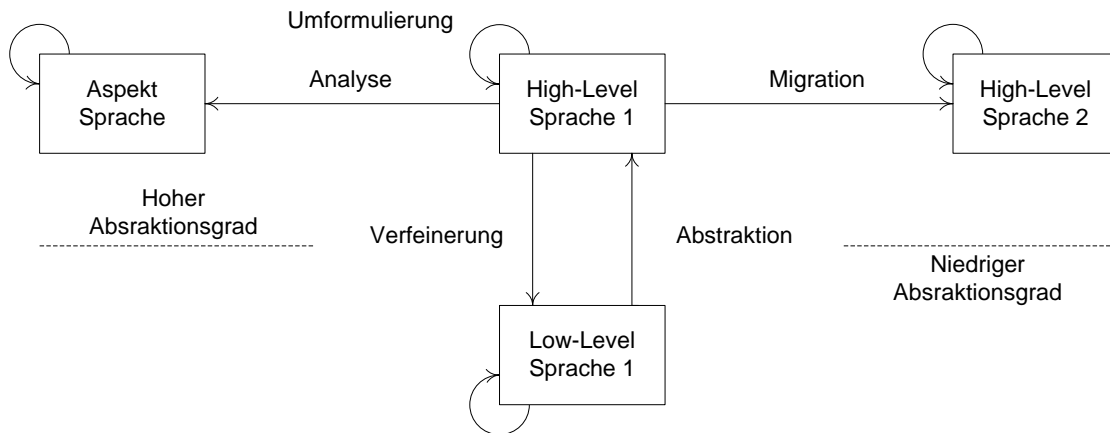 Umformulierung
Aspekt
Sprache
Analyse
High-Level
Sprache 1
Migration
High-Level
Sprache 2
Hoher
Absraktionsgrad
Verfeinerung
Abstraktion
Niedriger
Absraktionsgrad
Low-Level
Sprache 1